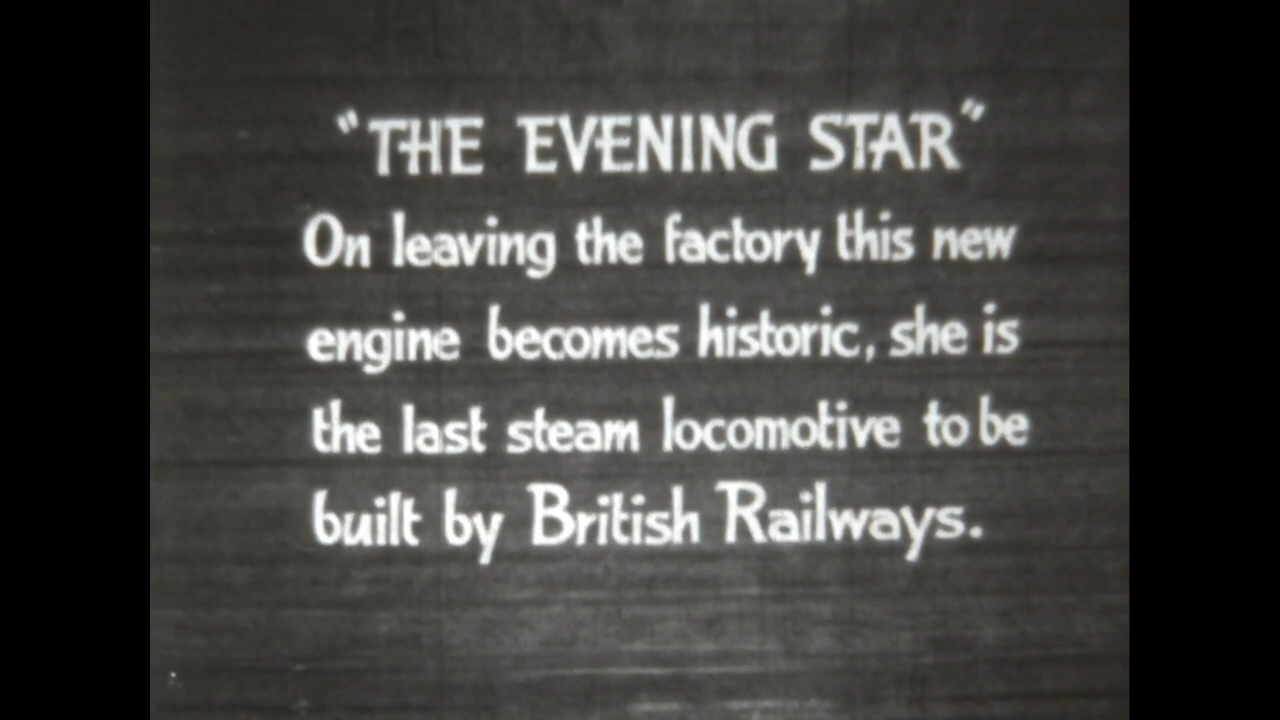 "THE EVENING STAR"
On leaving the factory this new
engine becomes historic, she is
the last steam locomotive to be
built by British Railways.